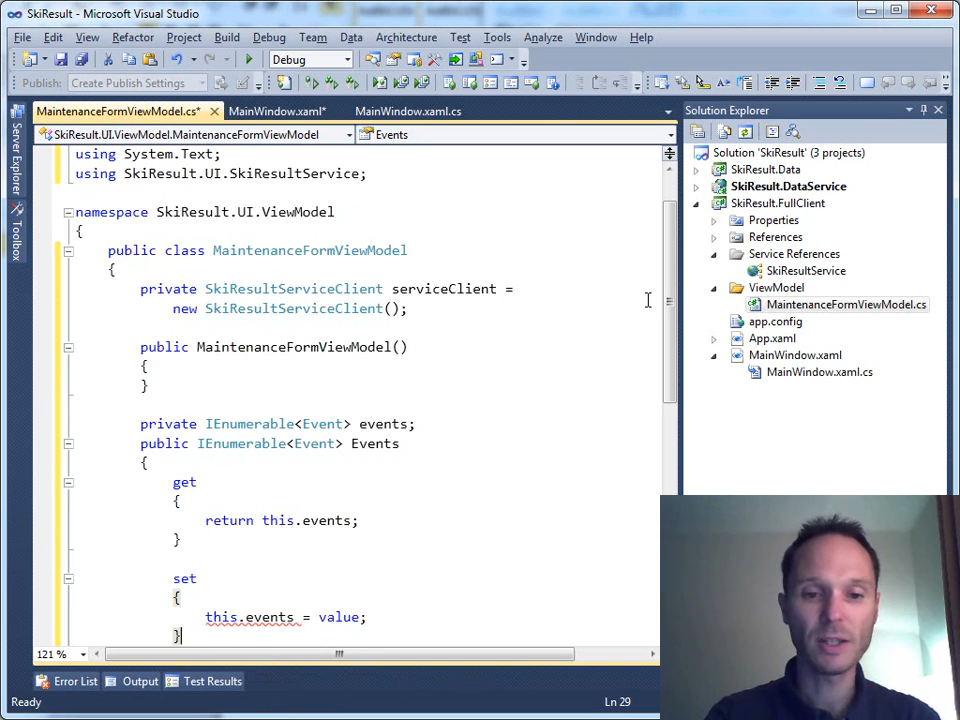 SkiResult - Microsoft Visual Studio
File Edit View Refactor Project Build Debug Team Data Architecture Test Tools Analyze Window Help
Debug
Publish: Create Publish Settings
MaintenanceFormViewModel.cs* MainWindow.xaml* MainWindow.xaml.cs
SkiResult.UI.ViewModel.MaintenanceFormViewModel Events
Server Explorer
Toolbox
using System.Text;
using SkiResult.UI.SkiResultService;
namespace SkiResult.UI.ViewModel
{
public class MaintenanceFormViewModel
{
private SkiResultServiceClient serviceClient =
new SkiResultServiceClient();
public MaintenanceFormViewModel()
{
}
private IEnumerable<Event> events;
public IEnumerable<Event> Events
{
get
{
return this.events;
}
set
{
this.events = value;
}
121 %
Error List Output Test Results
Ready Ln 29
Solution Explorer
Solution 'SkiResult' (3 projects)
SkiResult.Data
SkiResult.DataService
SkiResult.FullClient
Properties
References
Service References
SkiResultService
ViewModel
MaintenanceFormViewModel.cs
app.config
App.xaml
MainWindow.xaml
MainWindow.xaml.cs